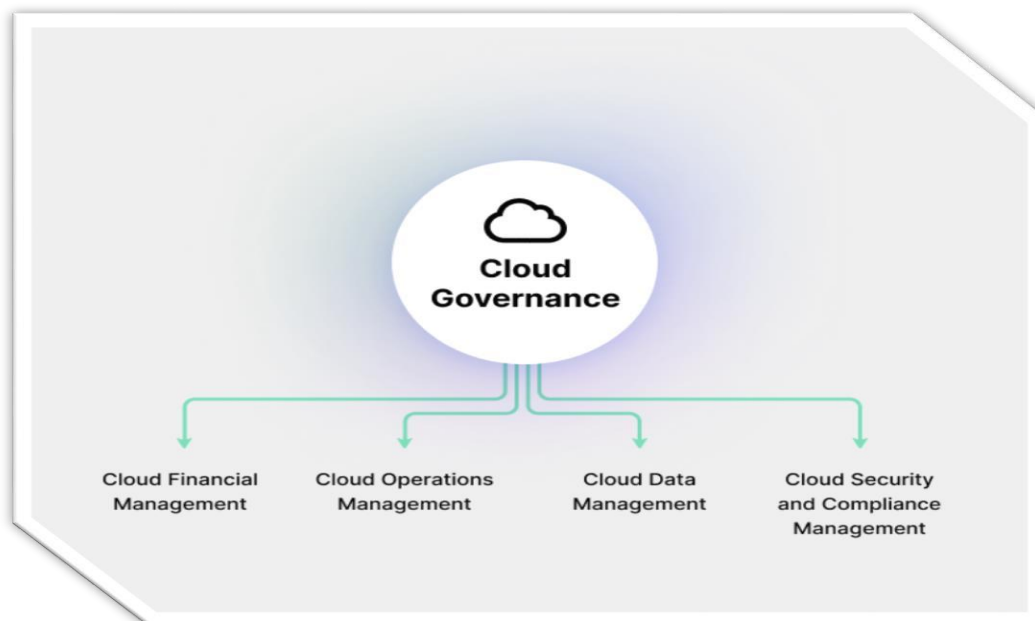 Cloud
Governance
Cloud Financial
Management
Cloud Operations
Management
Cloud Data
Management
Cloud Security
and Compliance
Management